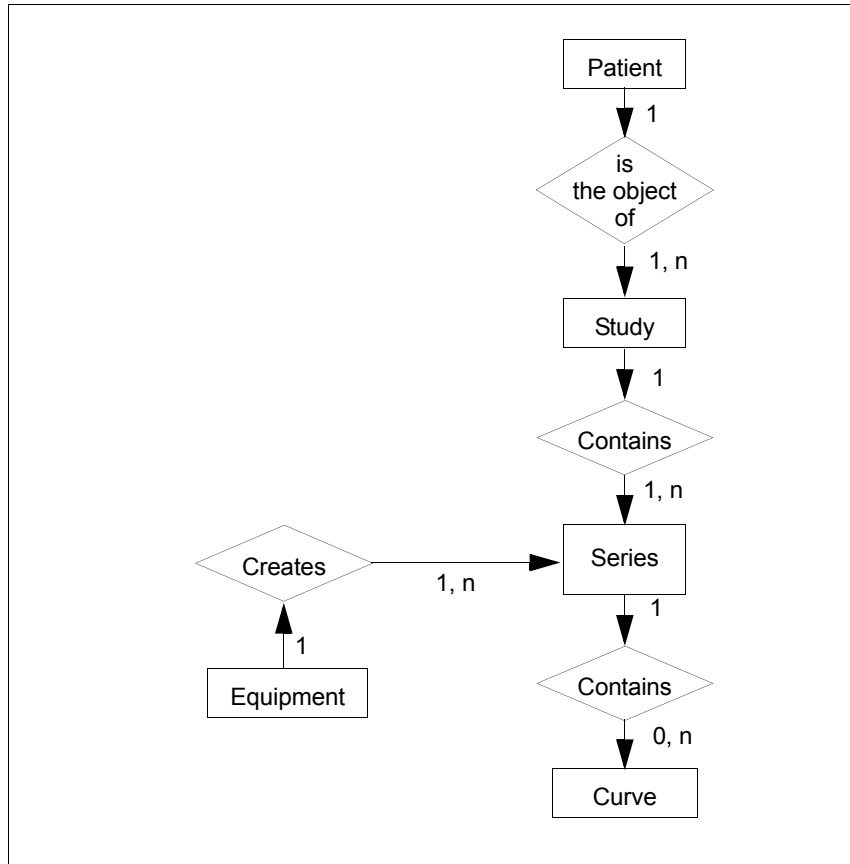 Patient
1
is
the object
of
1, n
Study
1
Contains
1, n
Series
Creates
1, n
1
1
Equipment
Contains
0, n
Curve